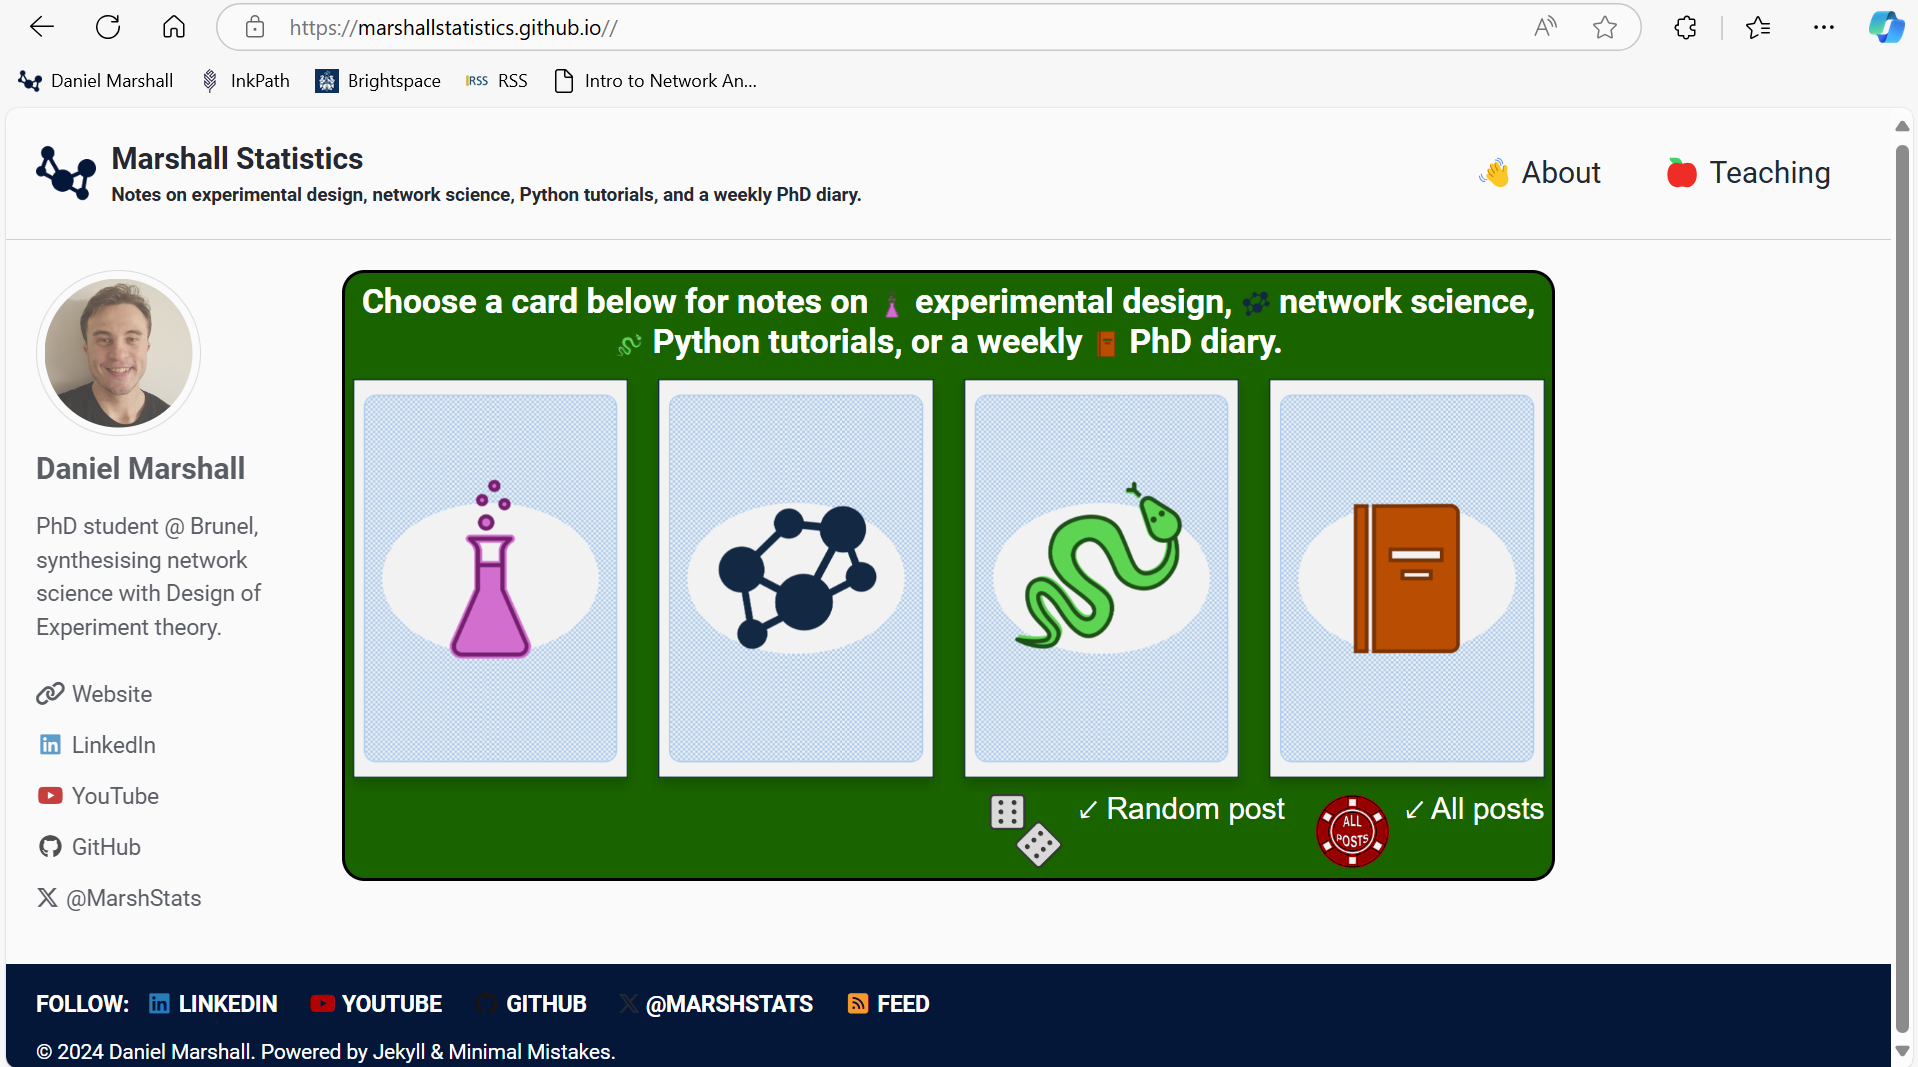 https://marshallstatistics.github.io//
Daniel Marshall InkPath Brightspace RSS RSS Intro to Network An...
Marshall Statistics
Notes on experimental design, network science, Python tutorials, and a weekly PhD diary.
About Teaching
Choose a card below for notes on experimental design, network science,
Python tutorials, or a weekly PhD diary.
Daniel Marshall
PhD student @ Brunel,
synthesising network
science with Design of
Experiment theory.
Website
LinkedIn
YouTube
GitHub
@MarshStats
↙ Random post
ALL
POSTS
↙ All posts
FOLLOW: LINKEDIN YOUTUBE GITHUB @MARSHSTATS FEED
© 2024 Daniel Marshall. Powered by Jekyll & Minimal Mistakes.